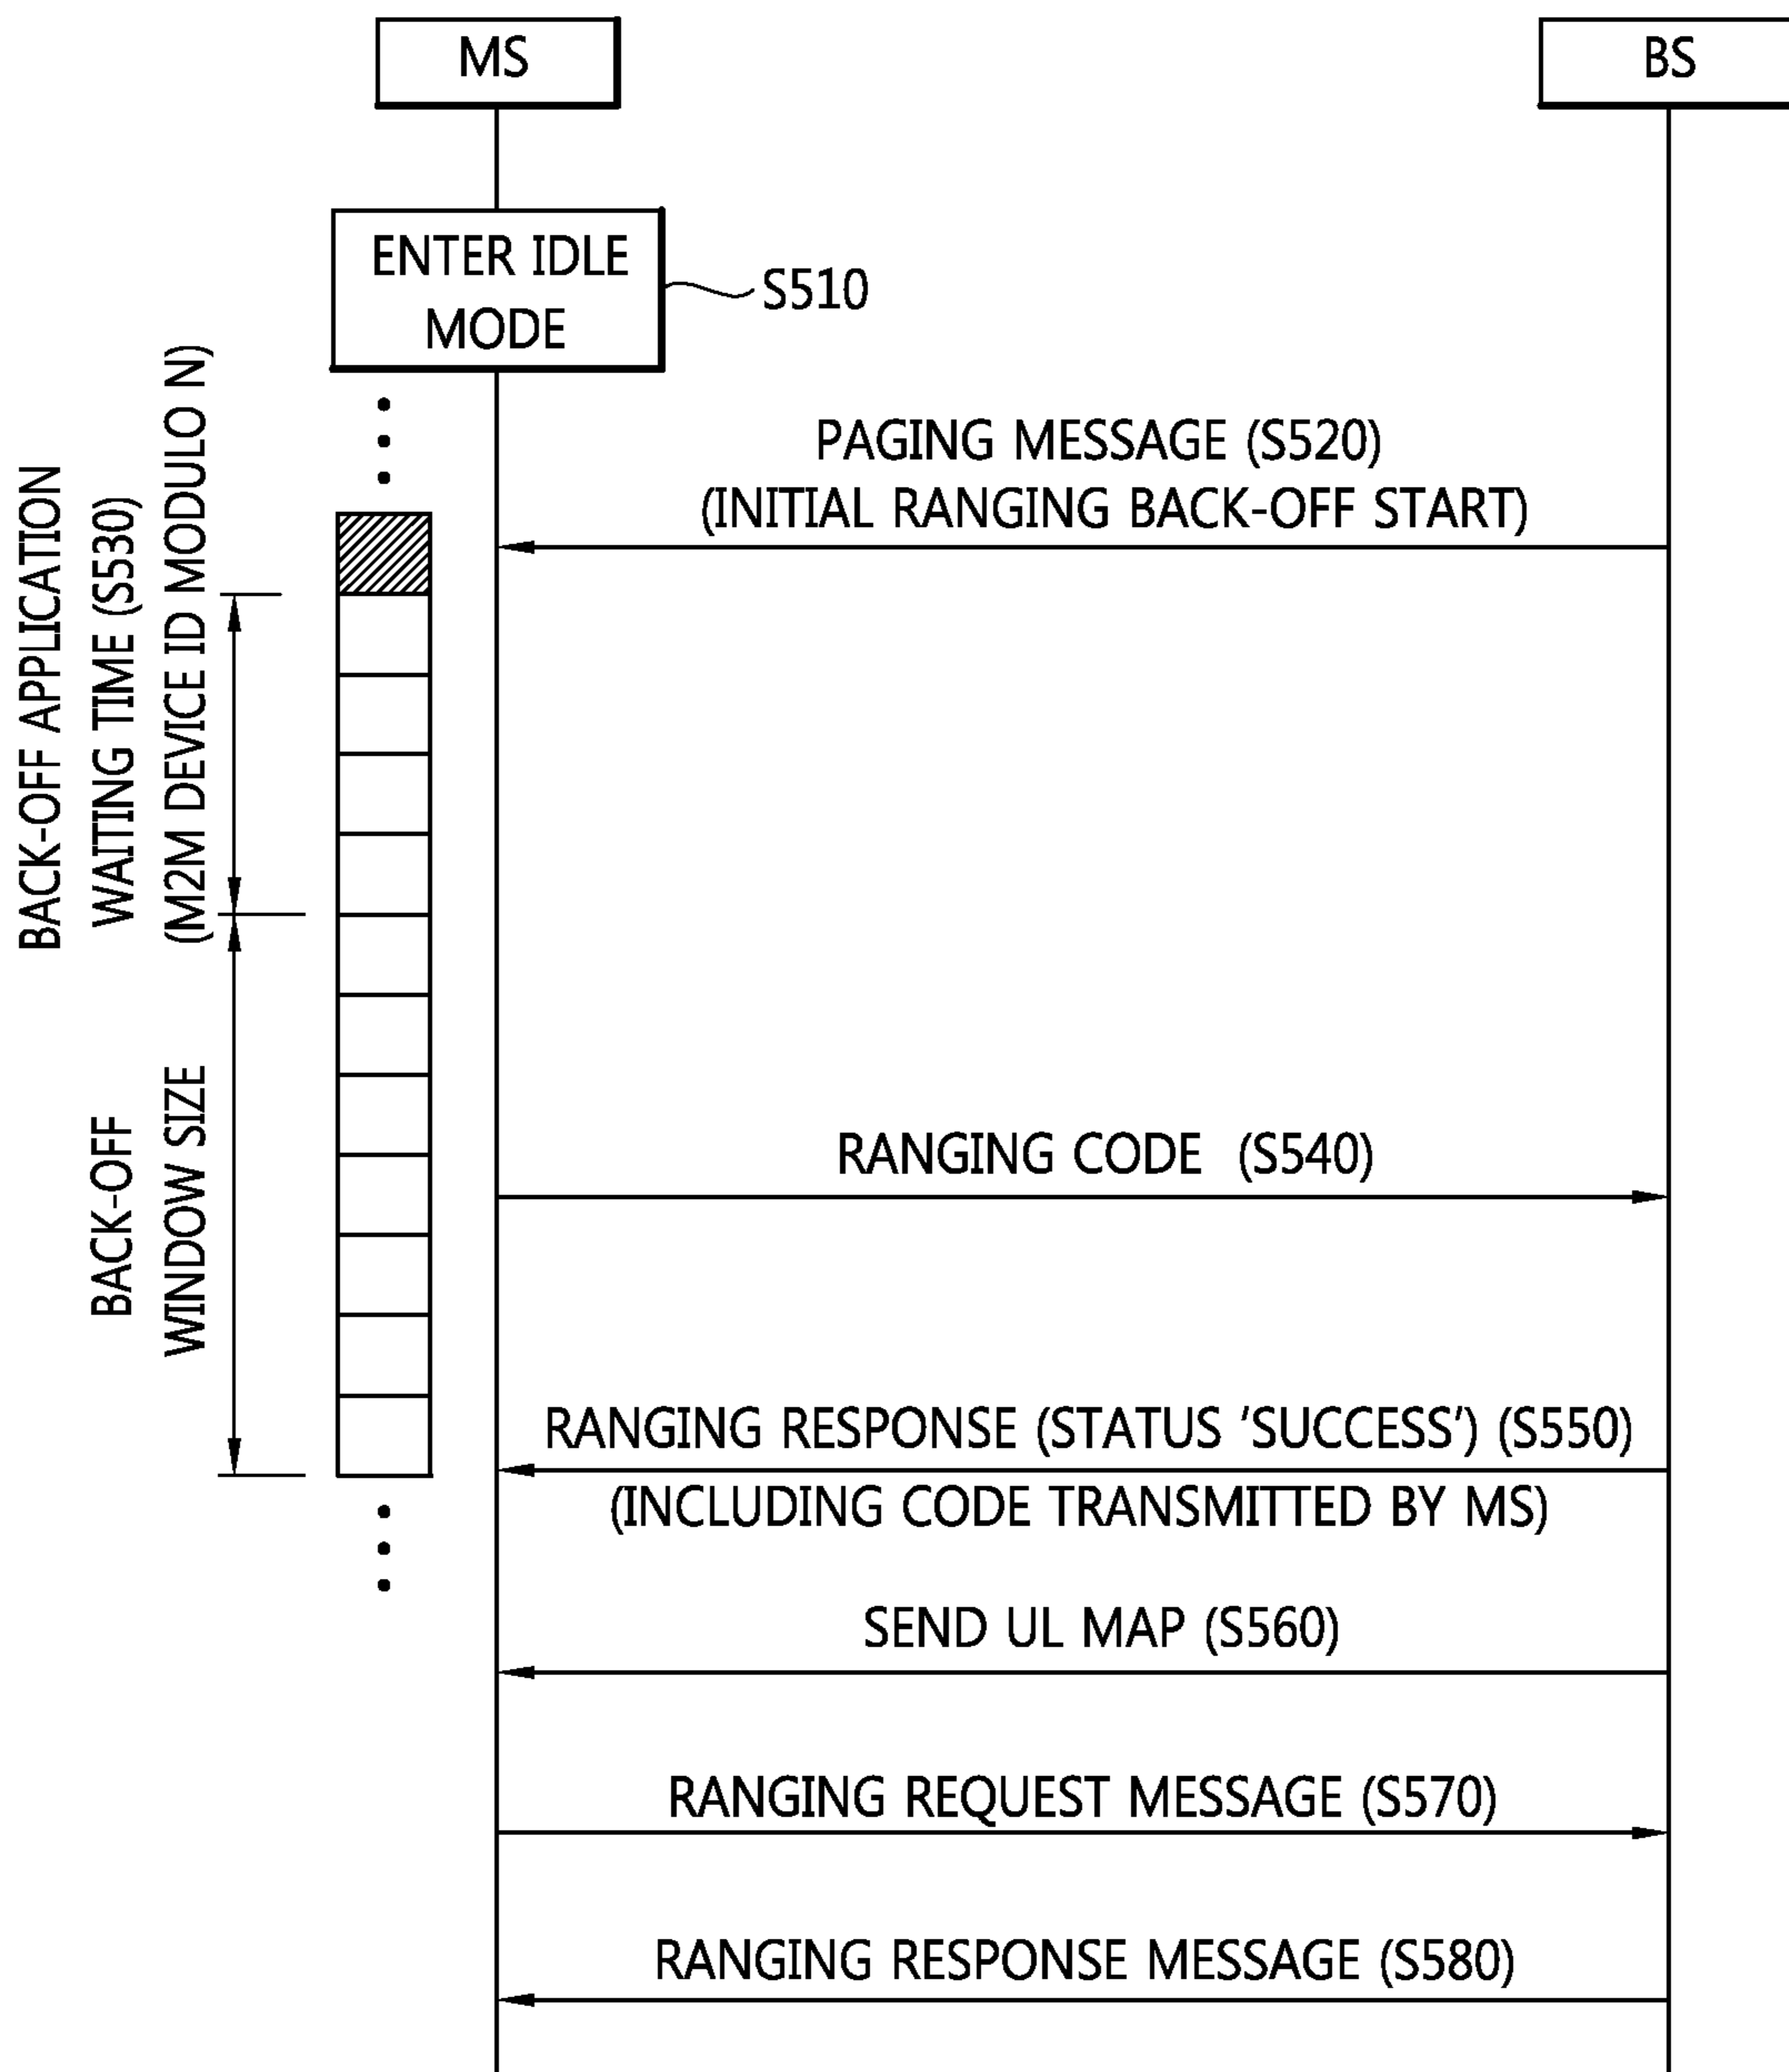 MS
BS
ENTER IDLE
MODE
S510
PAGING MESSAGE (S520)
(INITIAL RANGING BACK-OFF START)
BACK-OFF APPLICATION
WAITING TIME (S530)
(M2M DEVICE ID MODULO N)
RANGING CODE (S540)
BACK-OFF
WINDOW SIZE
RANGING RESPONSE (STATUS 'SUCCESS') (S550)
(INCLUDING CODE TRANSMITTED BY MS)
SEND UL MAP (S560)
RANGING REQUEST MESSAGE (S570)
RANGING RESPONSE MESSAGE (S580)